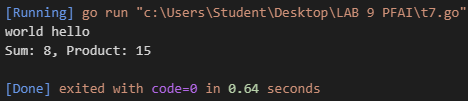 [Running] go run "c:\Users\Student\Desktop\LAB 9 PFAI\t7.go"
world hello
Sum: 8, Product: 15
[Done] exited with code=0 in 0.64 seconds